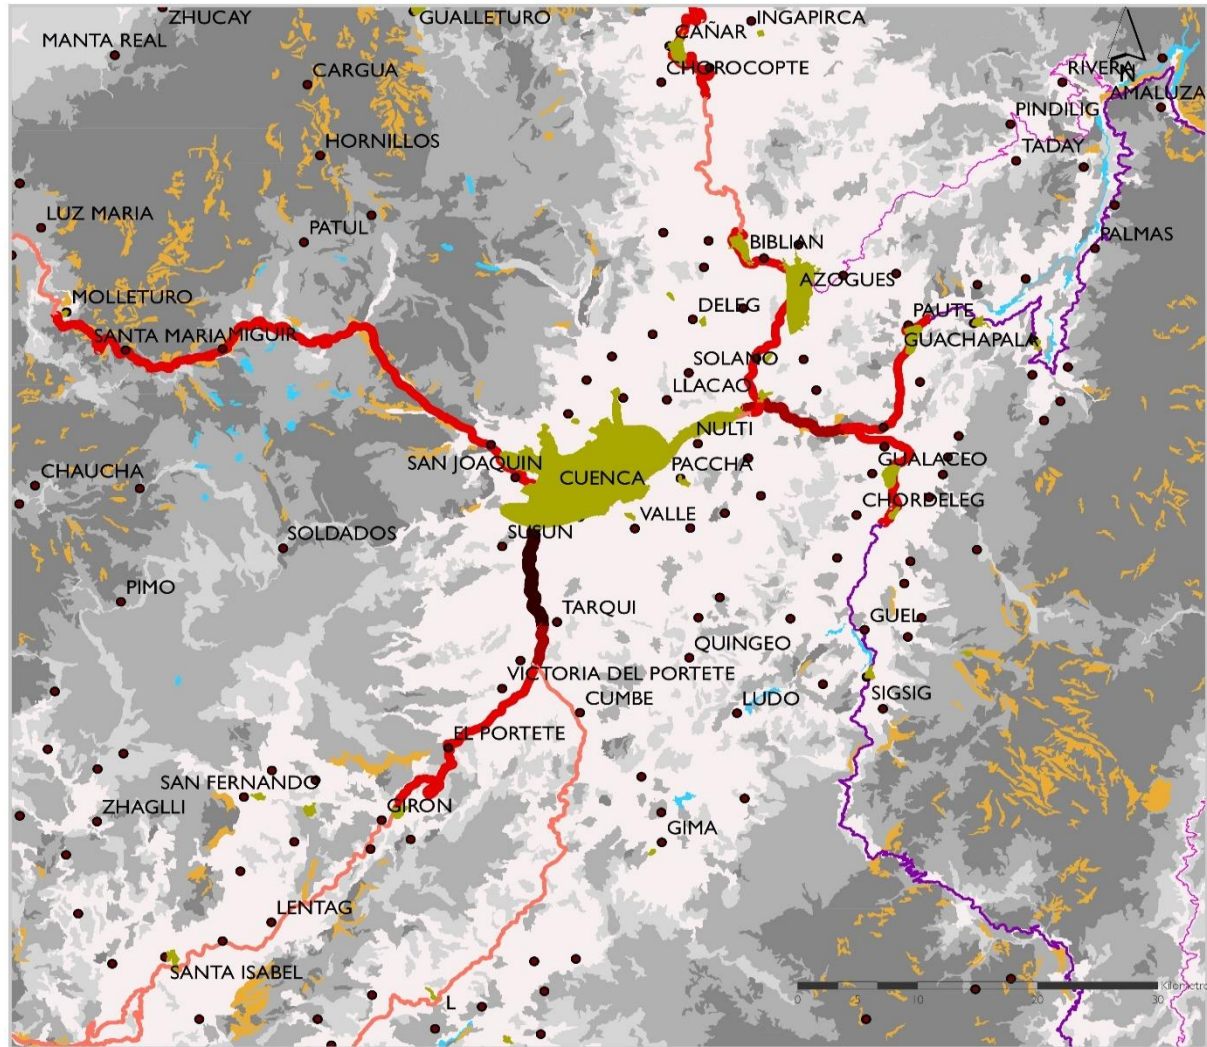 ZHUCAY
GUALLETURO
INGAPIRCA
CAÑAR
MANTA REAL
CHOROCOPTE
RIVERA
N
CARGUA
AMALUZA
PINDILIG
HORNILLOS
TADAY
LUZ MARIA
PATUL
BIBLIAN
PALMAS
AZOGUES
MOLLETURO
DELEG
PAUTE
SANTA MARIA
MIGUIR
GUACHAPALA
SOLANO
LLACAO
NULTI
SAN JOAQUIN
CUENCA
PACCHA
GUALACEO
CHAUCHA
CHORDELEG
SOLDADOS
SUSUN
VALLE
PIMO
TARQUI
GUEL
QUINGEO
VICTORIA DEL PORTETE
CUMBE
LUDO
SIGSIG
EL PORTETE
SAN FERNANDO
ZHAGLLI
GIRON
GIMA
LENTAG
SANTA ISABEL
L
0 5 10 20 30